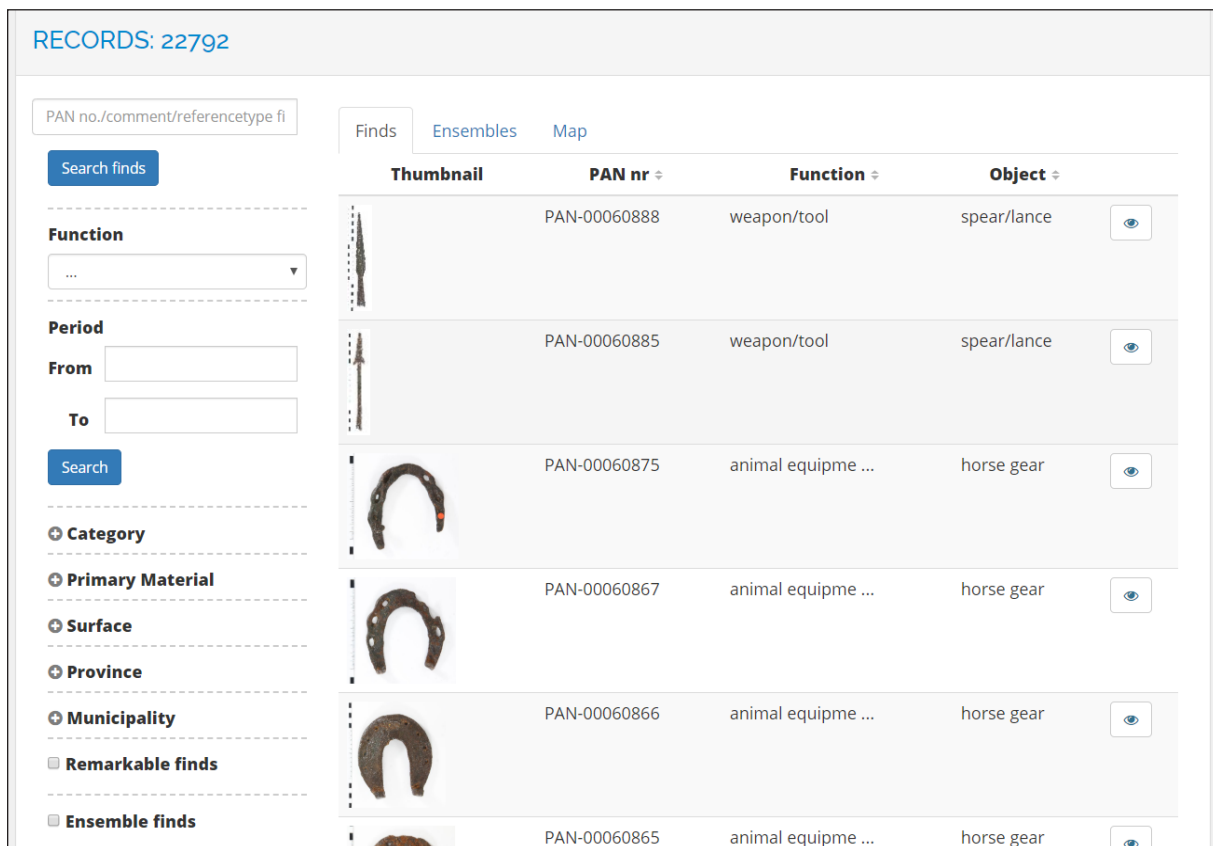 RECORDS: 22792
PAN no./comment/referencetype fi
Search finds
Function
...
Period
From
To
Search
Category
Primary Material
Surface
Province
Municipality
Remarkable finds
Ensemble finds
Finds Ensembles Map
Thumbnail PAN nr Function Object
PAN-00060888 weapon/tool spear/lance
PAN-00060885 weapon/tool spear/lance
PAN-00060875 animal equipme ... horse gear
PAN-00060867 animal equipme ... horse gear
PAN-00060866 animal equipme ... horse gear
PAN-00060865 animal equipme ... horse gear